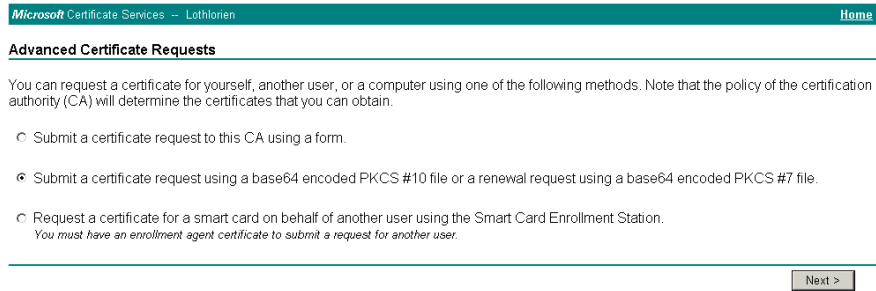 Microsoft Certificate Services -- Lothlorien Home
Advanced Certificate Requests
You can request a certificate for yourself, another user, or a computer using one of the following methods. Note that the policy of the certification
authority (CA) will determine the certificates that you can obtain.
Submit a certificate request to this CA using a form.
Submit a certificate request using a base64 encoded PKCS #10 file or a renewal request using a base64 encoded PKCS #7 file.
Request a certificate for a smart card on behalf of another user using the Smart Card Enrollment Station.
You must have an enrollment agent certificate to submit a request for another user.
Next >